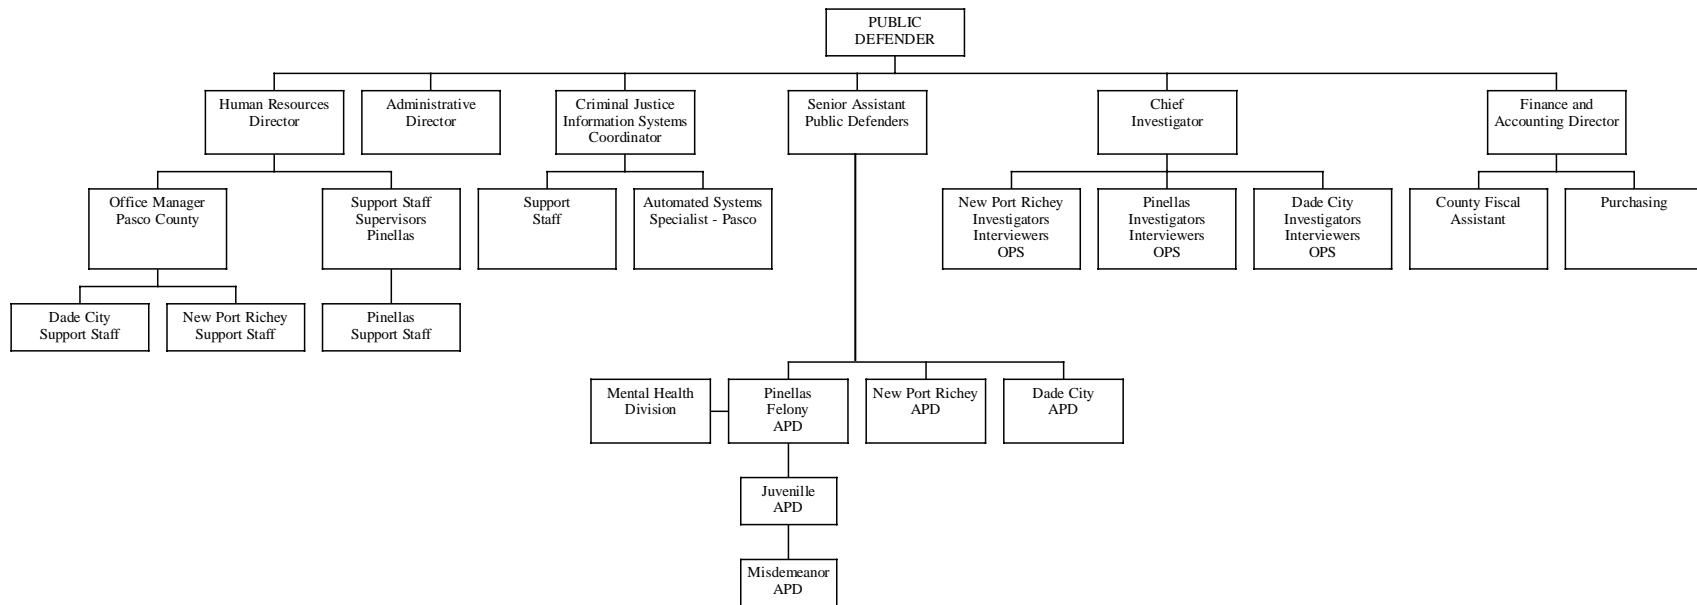 PUBLIC
DEFENDER
Human Resources
Director
Administrative
Director
Criminal Justice
Information Systems
Coordinator
Senior Assistant
Public Defenders
Chief
Investigator
Finance and
Accounting Director
Office Manager
Pasco County
Support Staff
Supervisors
Pinellas
Support
Staff
Automated Systems
Specialist - Pasco
New Port Richey
Investigators
Interviewers
OPS
Pinellas
Investigators
Interviewers
OPS
Dade City
Investigators
Interviewers
OPS
County Fiscal
Assistant
Purchasing
Dade City
Support Staff
New Port Richey
Support Staff
Pinellas
Support Staff
Mental Health
Division
Pinellas
Felony
APD
New Port Richey
APD
Dade City
APD
Juvenille
APD
Misdemeanor
APD